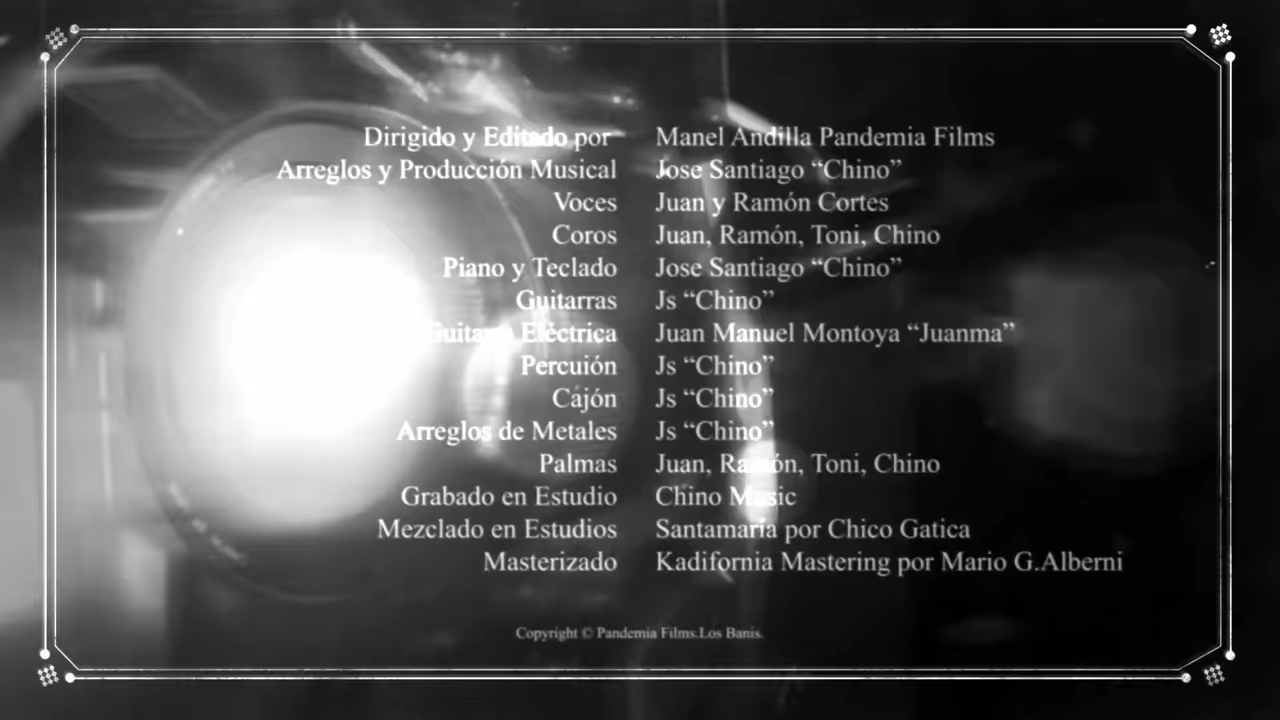 Dirigido y Editado por Manel Andilla Pandemia Films
Arreglos y Producción Musical Jose Santiago “Chino”
Voces Juan y Ramón Cortes
Coros Juan, Ramón, Toni, Chino
Piano y Teclado Jose Santiago “Chino”
Guitarras Js “Chino”
Guitarra Eléctrica Juan Manuel Montoya “Juanma”
Percuión Js “Chino”
Cajón Js “Chino”
Arreglos de Metales Js “Chino”
Palmas Juan, Ramón, Toni, Chino
Grabado en Estudio Chino Music
Mezclado en Estudios Santamaría por Chico Gatica
Masterizado Kadifornia Mastering por Mario G.Alberni
Copyright © Pandemia Films.Los Banis.